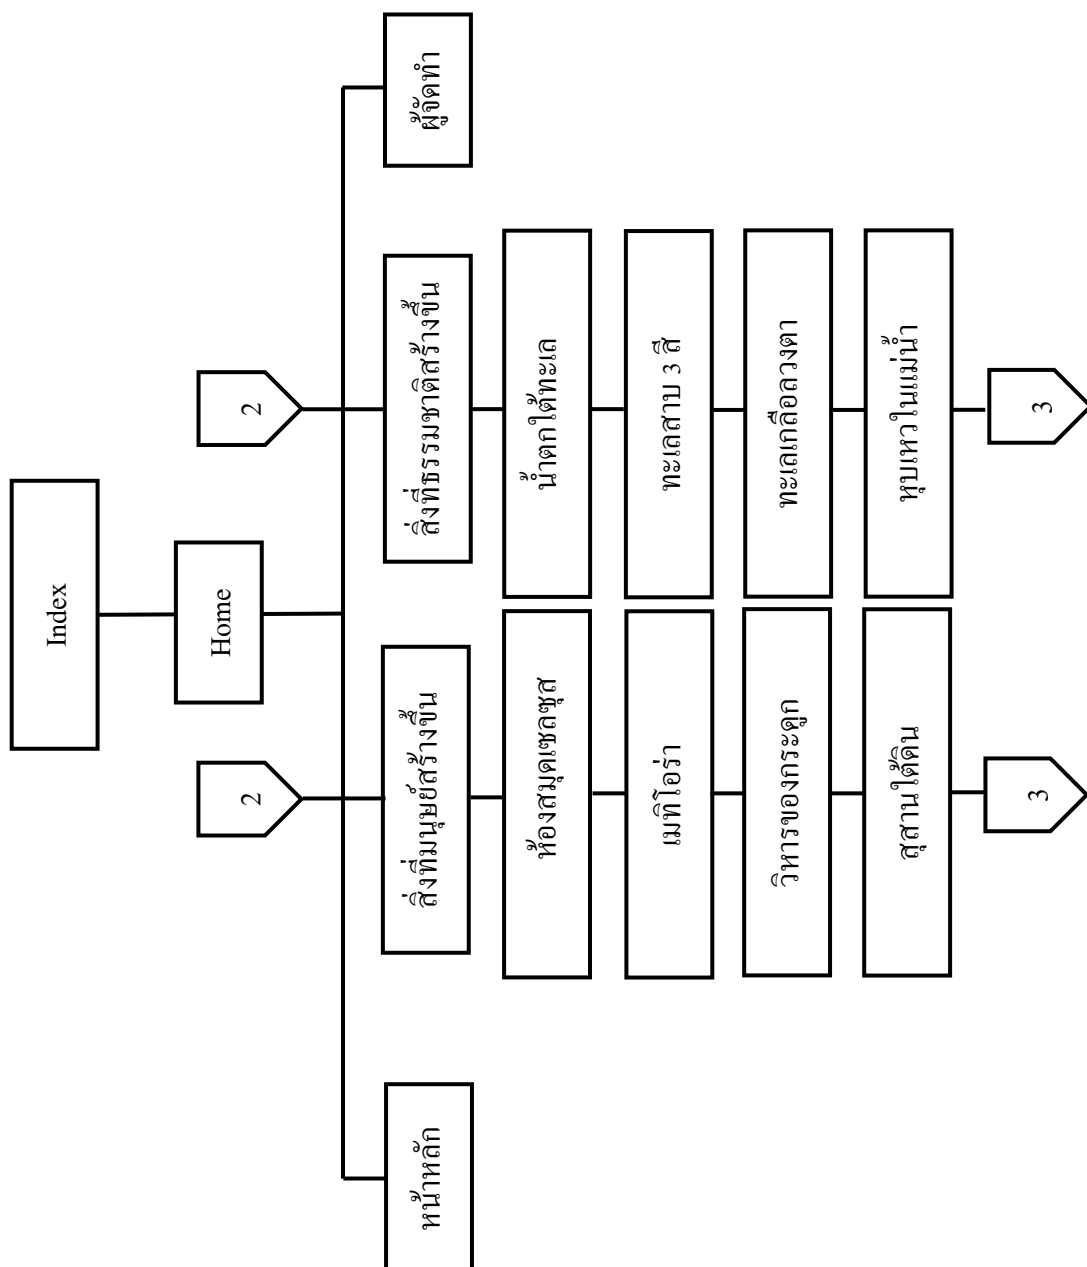 Index
Home
2
2
หน้าหลัก
สิ่งที่มนุษย์สร้างขึ้น
สิ่งที่ธรรมชาติสร้างขึ้น
ผู้จัดทำ
ห้องสมุดเซลซุส
น้ำตกใต้ทะเล
เมทิโอร่า
ทะเลสาบ 3 สี
วิหารของกระดูก
ทะเลเกลือลวงตา
สุสานใต้ดิน
หุบเหวในแม่น้ำ
3
3